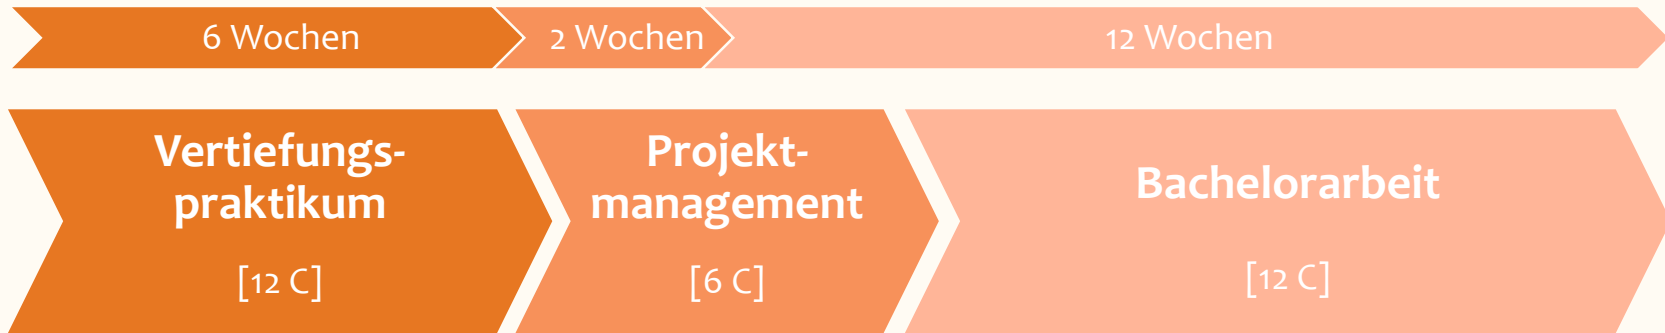 6 Wochen
2 Wochen
12 Wochen
Vertiefungs-
praktikum
[12 C]
Projekt-
management
[6 C]
Bachelorarbeit
[12 C]